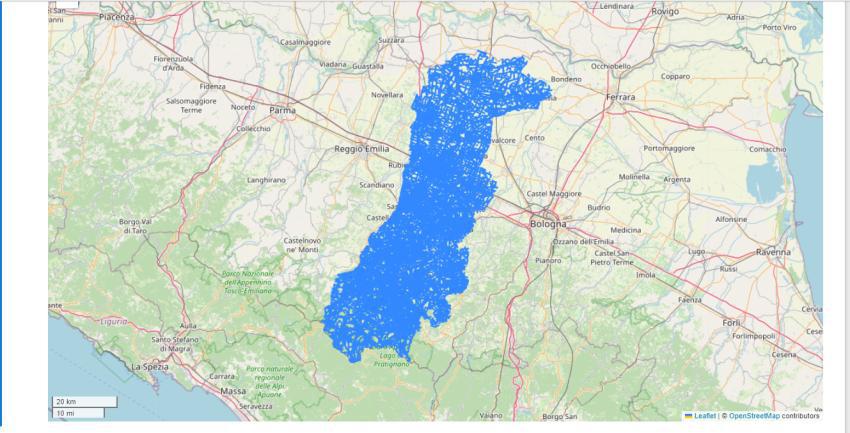 Lendinara
Rovigo
Piacenza
Adria
Porto Viro
Casalmaggiore
Suzzara
Fiorenzuola
d'Arda
Viadana
Guastalla
Occhiobello
Bondeno
Copparo
Fidenza
Novellara
Ferrara
Salsomaggiore
Terme
Noceto
Parma
Collecchio
valcore
Cento
Portomaggiore
Comacchio
Reggio Emilia
Rubi
Molinella
Argenta
Langhirano
Scandiano
Castel Maggiore
Budrio
Borgo Val
di Taro
Castell
Bologna
Medicina
Alfonsine
Castelnovo
ne' Monti
Ozzano dell'Emilia
Castel San
Pietro Terme
Pianoro
Lugo
Ravenna
Russi
Imola
Parco Nazionale
dell'Appennino
Tosco-Emiliano
Faenza
Cervia
Liguria
Aulla
Forlì
Forlimpopoli
Santo Stefano
di Magra
Cesena
Lago
Pratignano
La Spezia
Parco naturale
regionale
delle Alpi
Apuane
Carrara
Massa
Seravezza
20 km
10 mi
Vaiano
Borgo San
Leaflet | © OpenStreetMap contributors